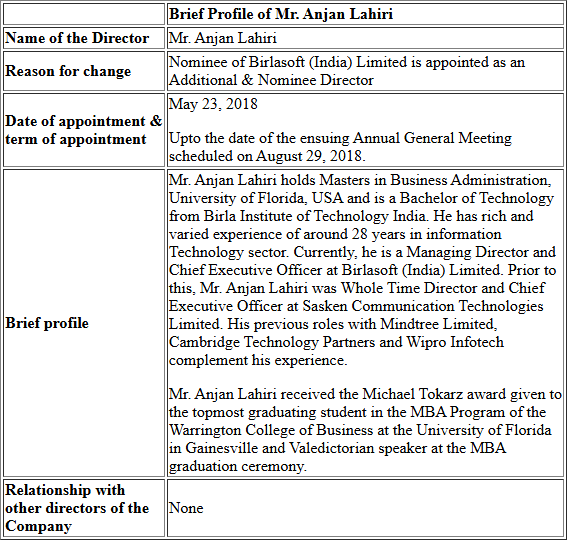 Brief Profile of Mr. Anjan Lahiri
Name of the Director
Mr. Anjan Lahiri
Reason for change
Nominee of Birlasoft (India) Limited is appointed as an
Additional & Nominee Director
Date of appointment &
term of appointment
May 23, 2018
Upto the date of the ensuing Annual General Meeting
scheduled on August 29, 2018.
Brief profile
Mr. Anjan Lahiri holds Masters in Business Administration,
University of Florida, USA and is a Bachelor of Technology
from Birla Institute of Technology India. He has rich and
varied experience of around 28 years in information
Technology sector. Currently, he is a Managing Director and
Chief Executive Officer at Birlasoft (India) Limited. Prior to
this, Mr. Anjan Lahiri was Whole Time Director and Chief
Executive Officer at Sasken Communication Technologies
Limited. His previous roles with Mindtree Limited,
Cambridge Technology Partners and Wipro Infotech
complement his experience.
Mr. Anjan Lahiri received the Michael Tokarz award given to
the topmost graduating student in the MBA Program of the
Warrington College of Business at the University of Florida
in Gainesville and Valedictorian speaker at the MBA
graduation ceremony.
Relationship with
other directors of the
Company
None